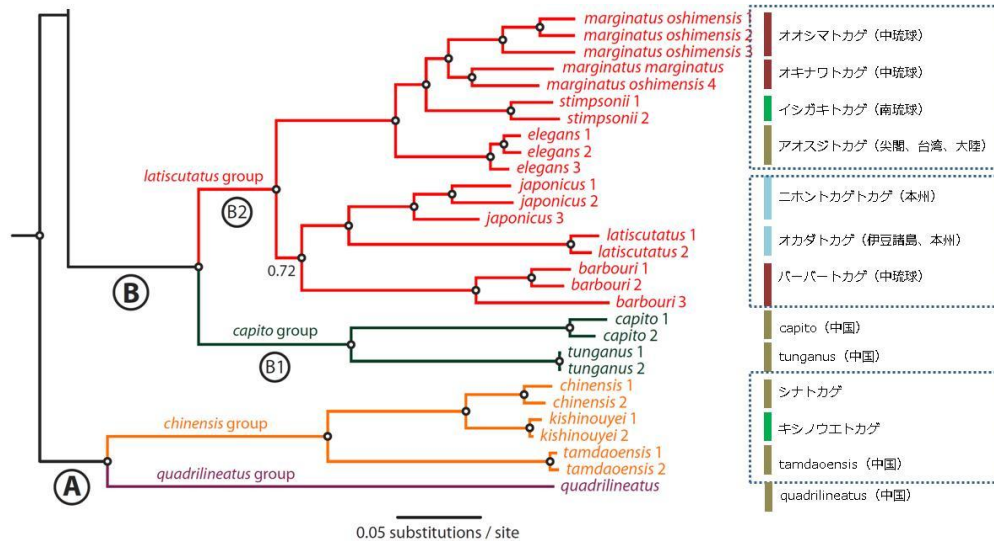 marginatus oshimensis 1
marginatus oshimensis 2
marginatus oshimensis 3
marginatus marginatus
marginatus oshimensis 4
stimpsonii 1
stimpsonii 2
elegans 1
elegans 2
elegans 3
japonicus 1
japonicus 2
japonicus 3
latiscutatus 1
latiscutatus 2
barbouri 1
barbouri 2
barbouri 3
capito 1
capito 2
tunganus 1
tunganus 2
chinensis 1
chinensis 2
kishinouyei 1
kishinouyei 2
tamdaoensis 1
tamdaoensis 2
quadrilineatus
latiscutatus group
B2
0.72
B
capito group
B1
chinensis group
A
quadrilineatus group
0.05 substitutions / site
オオシマトカゲ（中琉球）
オキナワトカゲ（中琉球）
イシガキトカゲ（南琉球）
アオスジトカゲ（尖閣、台湾、大陸）
ニホントカゲトカゲ（本州）
オカダトカゲ（伊豆諸島、本州）
バーバートカゲ（中琉球）
capito（中国）
tunganus（中国）
シナトカゲ
キシノウエトカゲ
tamdaoensis（中国）
quadrilineatus（中国）